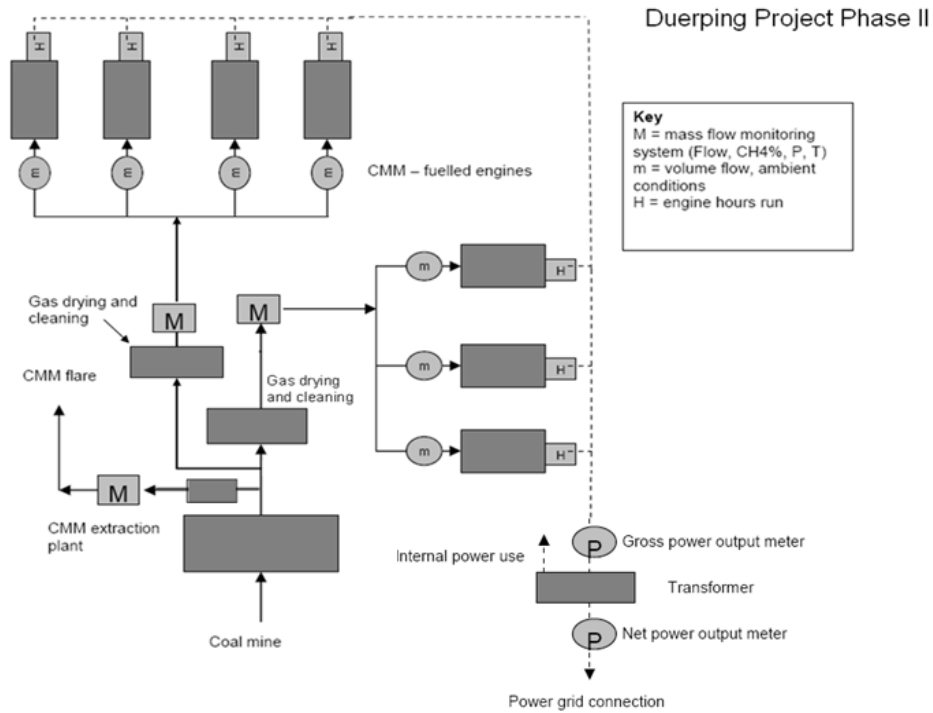 Duerping Project Phase II
H H H H
m m m m
CMM – fuelled engines
Key
M = mass flow monitoring
system (Flow, CH4%, P, T)
m = volume flow, ambient
conditions
H = engine hours run
m H
Gas drying and
cleaning
M M
CMM flare
m H
Gas drying
and cleaning
m H
M
CMM extraction
plant
Internal power use
P Gross power output meter
Transformer
Coal mine
P Net power output meter
Power grid connection